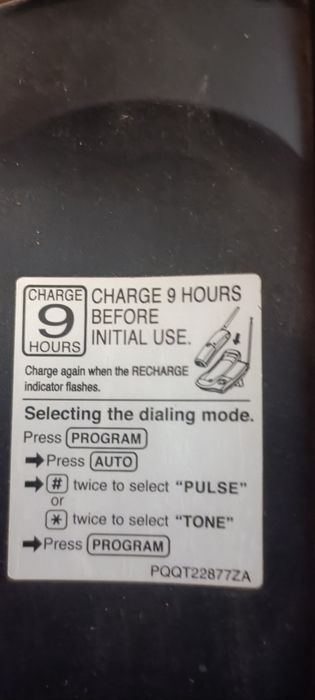 CHARGE
9
HOURS
CHARGE 9 HOURS
BEFORE
INITIAL USE.
Charge again when the RECHARGE
indicator flashes.
Selecting the dialing mode.
Press PROGRAM
➡Press AUTO
➡# twice to select “PULSE”
or
* twice to select “TONE”
➡Press PROGRAM
PQQT22877ZA